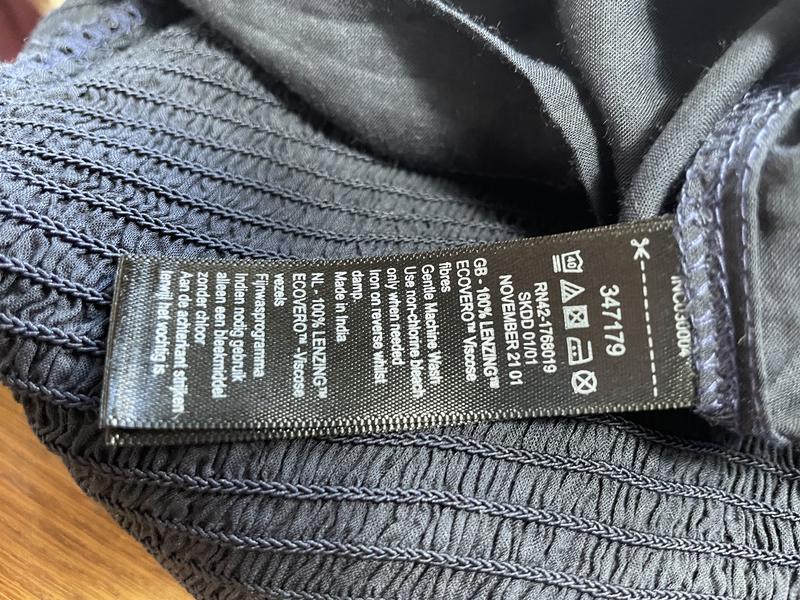 INC030004
347179
RN42-1768019
SKDD 01/01
NOVEMBER 21 01
GB - 100% LENZING™
ECOVERO™ Viscose
fibres
Gentle Machine Wash
Use non-chlorine bleach
only when needed
Iron on reverse whilst
damp.
Made in India
NL - 100% LENZING™
ECOVERO™ -Viscose
vezels
Fijnwasprogramma
Indien nodig gebruik
alleen een bleekmiddel
zonder chloor
Aan de achterkant strijken
terwijl het vochtig is